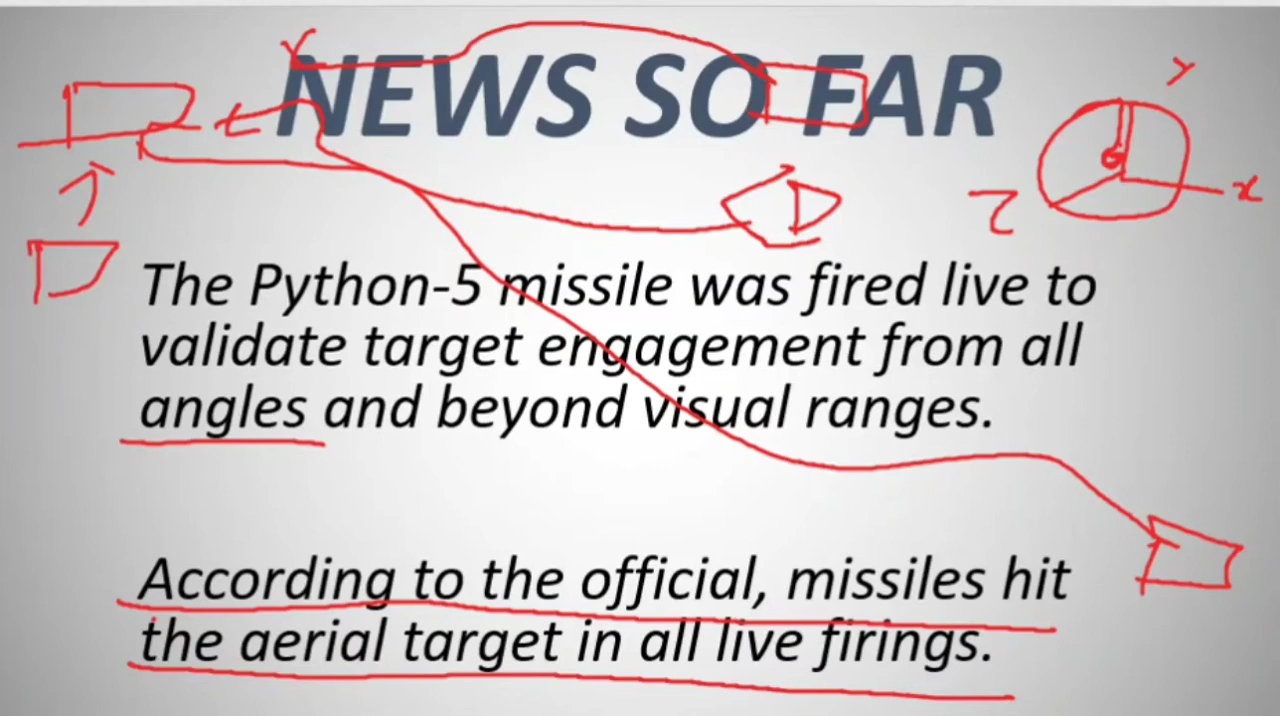 NEWS SO FAR
Y
x
The Python-5 missile was fired live to
validate target engagement from all
angles and beyond visual ranges.
According to the official, missiles hit
the aerial target in all live firings.